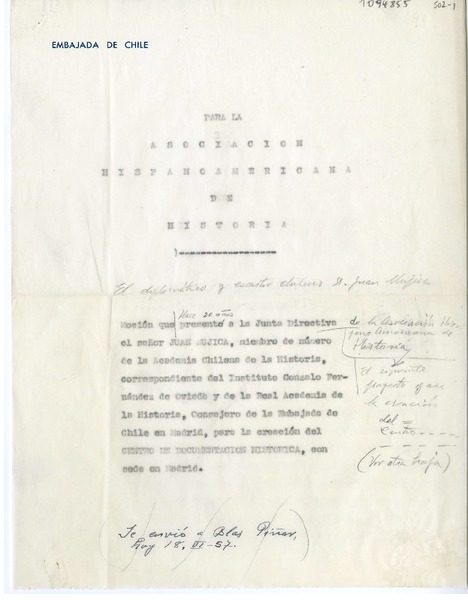 1094855 502-1
EMBAJADA DE CHILE
PARA LA
ASOCIACION
HISPANOAMERICANA
DE
HISTORIA
El diplomático y escritor chileno D. Juan Mujica
Hace 20 años
Moción que presentó a la Junta Directiva
el señor JUAN MUJICA, miembro de número
de la Academia Chilena de la Historia,
correspondiente del Instituto Gonzalo Fer-
nández de Oviedo y de la Real Academia de
la Historia, Consejero de la Embajada de
Chile en Madrid, para la creación del
CENTRO DE DOCUMENTACION HISTORICA, con
sede en Madrid.
de la Asociación His
panoamericana de
Historia,
El siguiente
proyecto
la creación
del
Centro
(Ver otra hoja)
Se envió a Blas Piñar,
hoy 18, III-57.